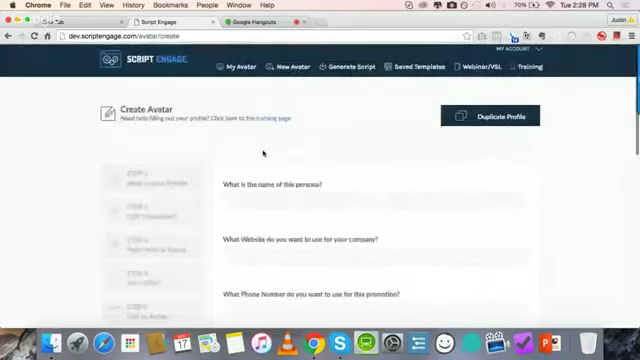 Chrome File Edit View History Bookmarks People Window Help 70% Tue 2:28 PM
Script Engage Google Hangouts Justin
dev.scriptengage.com/avatar/create
MY ACCOUNT
SCRIPT ENGAGE
My Avatar New Avatar Generate Script Saved Templates Webinar/VSL Training
Create Avatar
Need help filling out your profile? Click here to the training page
Duplicate Profile
What is the name of this persona?
What Website do you want to use for your company?
What Phone Number do you want to use for this promotion?
STEP 1
17